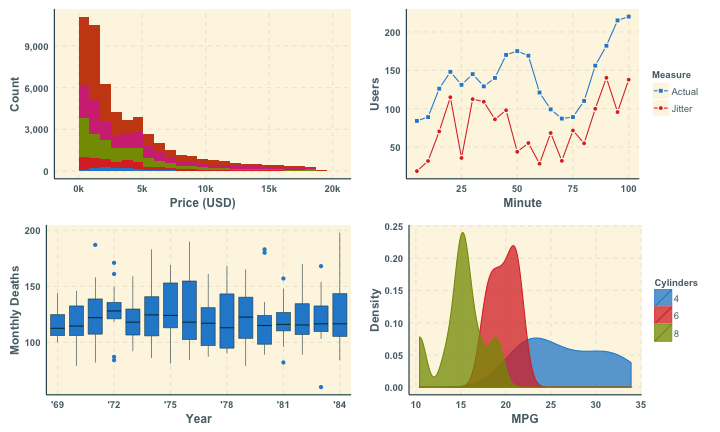 9,000
6,000
3,000
0
Count
0k 5k 10k 15k 20k
Price (USD)
200
150
100
50
Users
25 50 75 100
Minute
Measure
Actual
Jitter
200
150
100
Monthly Deaths
'69 '72 '75 '78 '81 '84
Year
0.25
0.20
0.15
0.10
0.05
0.00
Density
10 15 20 25 30 35
MPG
Cylinders
4
6
8